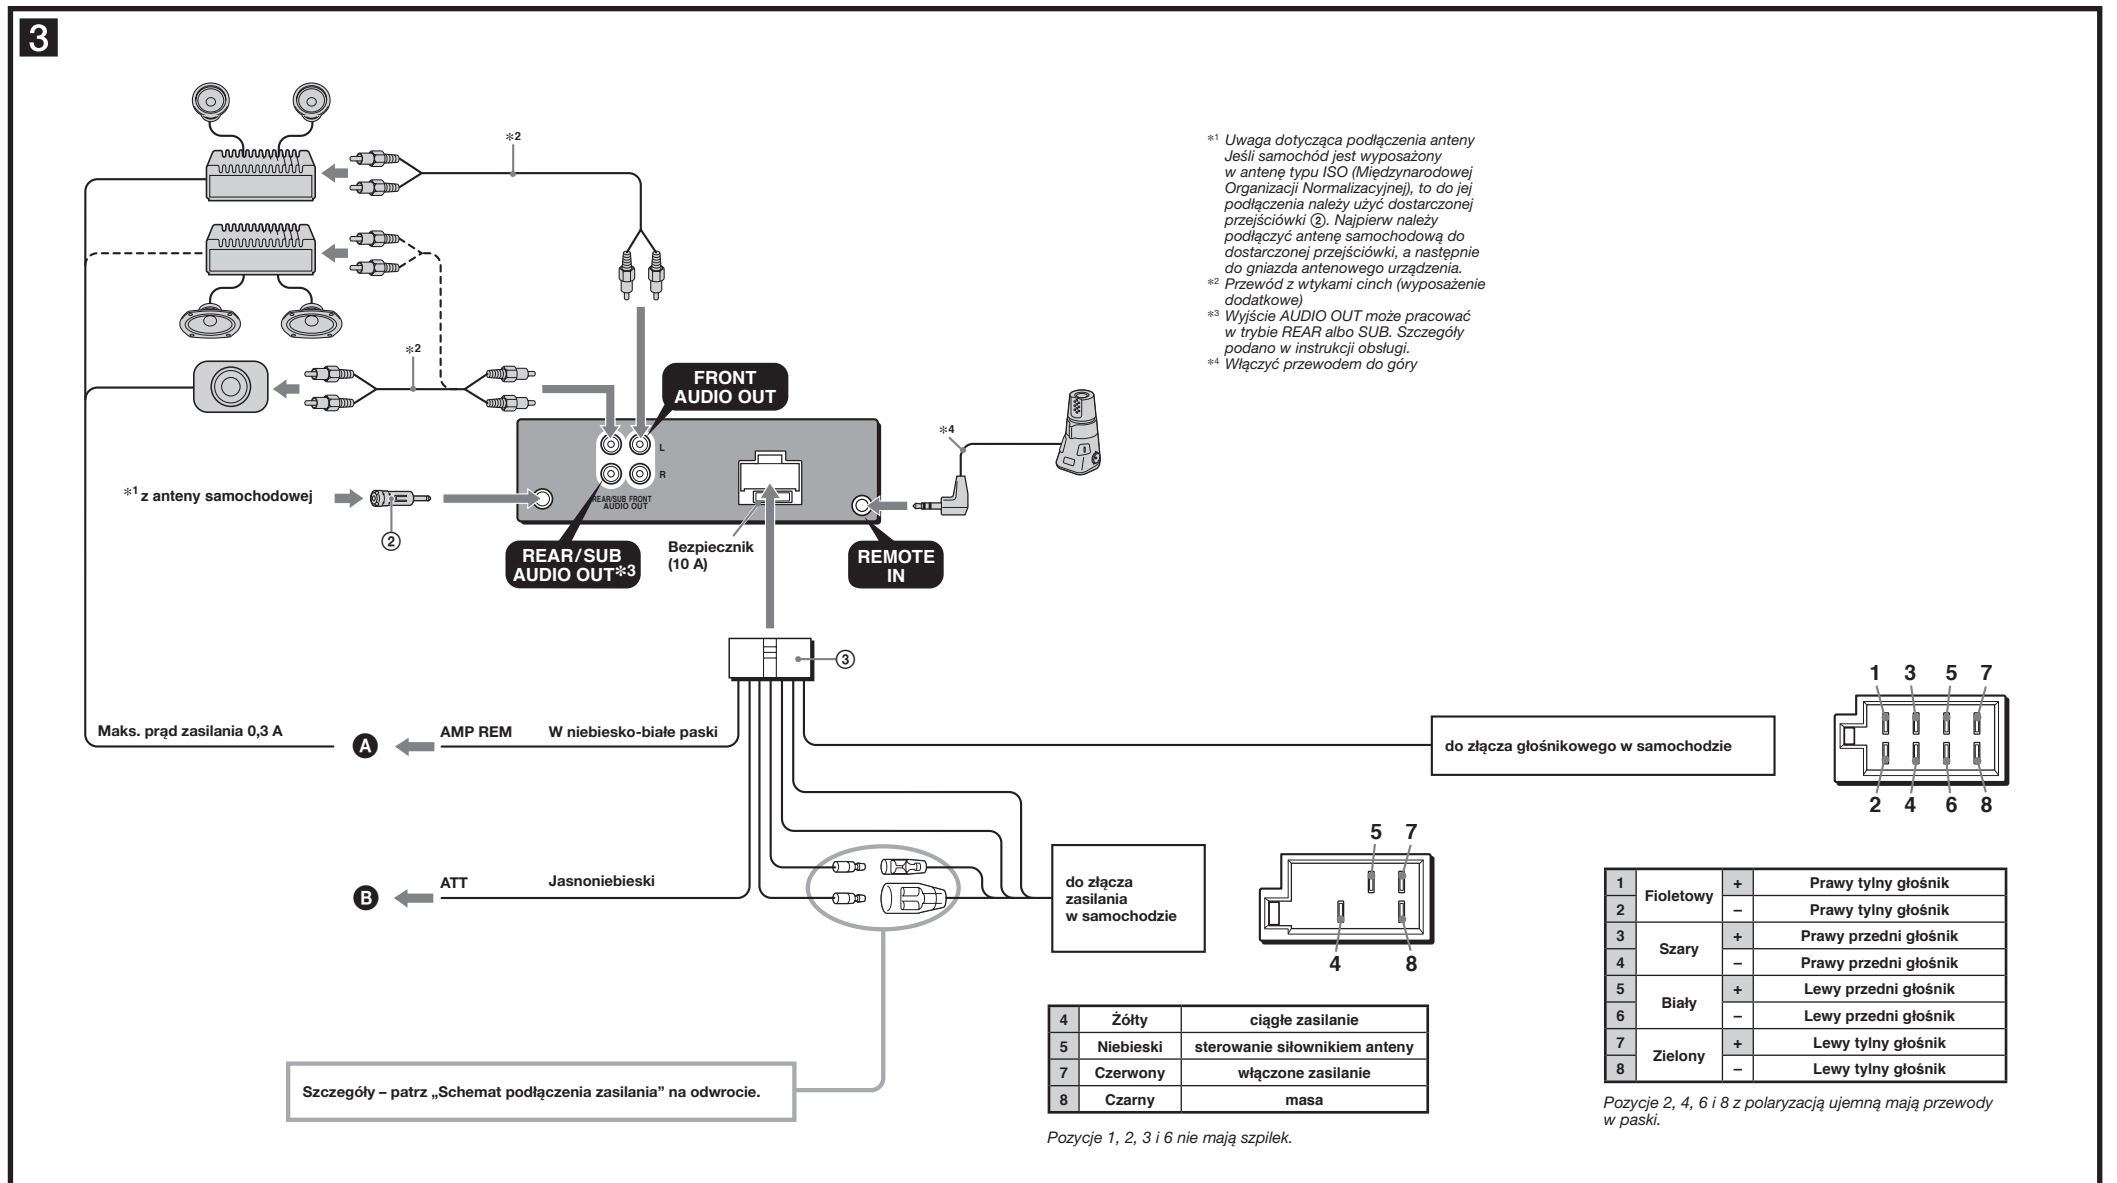 3
*2
*1 Uwaga dotycząca podłączenia anteny
Jeśli samochód jest wyposażony
w antenę typu ISO (Międzynarodowej
Organizacji Normalizacyjnej), to do jej
podłączenia należy użyć dostarczonej
przejściówki ②. Najpierw należy
podłączyć antenę samochodową do
dostarczonej przejściówki, a następnie
do gniazda antenowego urządzenia.
*2 Przewód z wtykami cinch (wyposażenie
dodatkowe)
*3 Wyjście AUDIO OUT może pracować
w trybie REAR albo SUB. Szczegóły
podano w instrukcji obsługi.
*4 Włączyć przewodem do góry
*2
FRONT
AUDIO OUT
*4
L
R
REAR/SUB FRONT
AUDIO OUT
*1 z anteny samochodowej
②
REAR/SUB
AUDIO OUT*3
Bezpiecznik
(10 A)
REMOTE
IN
③
Maks. prąd zasilania 0,3 A
A
AMP REM W niebiesko-białe paski
do złącza głośnikowego w samochodzie
1 3 5 7
2 4 6 8
B
ATT Jasnoniebieski
do złącza
zasilania
w samochodzie
5 7
4 8
1 Fioletowy + Prawy tylny głośnik
2 – Prawy tylny głośnik
3 Szary + Prawy przedni głośnik
4 – Prawy przedni głośnik
5 Biały + Lewy przedni głośnik
6 – Lewy przedni głośnik
7 Zielony + Lewy tylny głośnik
8 – Lewy tylny głośnik
Pozycje 2, 4, 6 i 8 z polaryzacją ujemną mają przewody
w paski.
4 Żółty ciągłe zasilanie
5 Niebieski sterowanie siłownikiem anteny
7 Czerwony włączone zasilanie
8 Czarny masa
Pozycje 1, 2, 3 i 6 nie mają szpilek.
Szczegóły – patrz „Schemat podłączenia zasilania” na odwrocie.